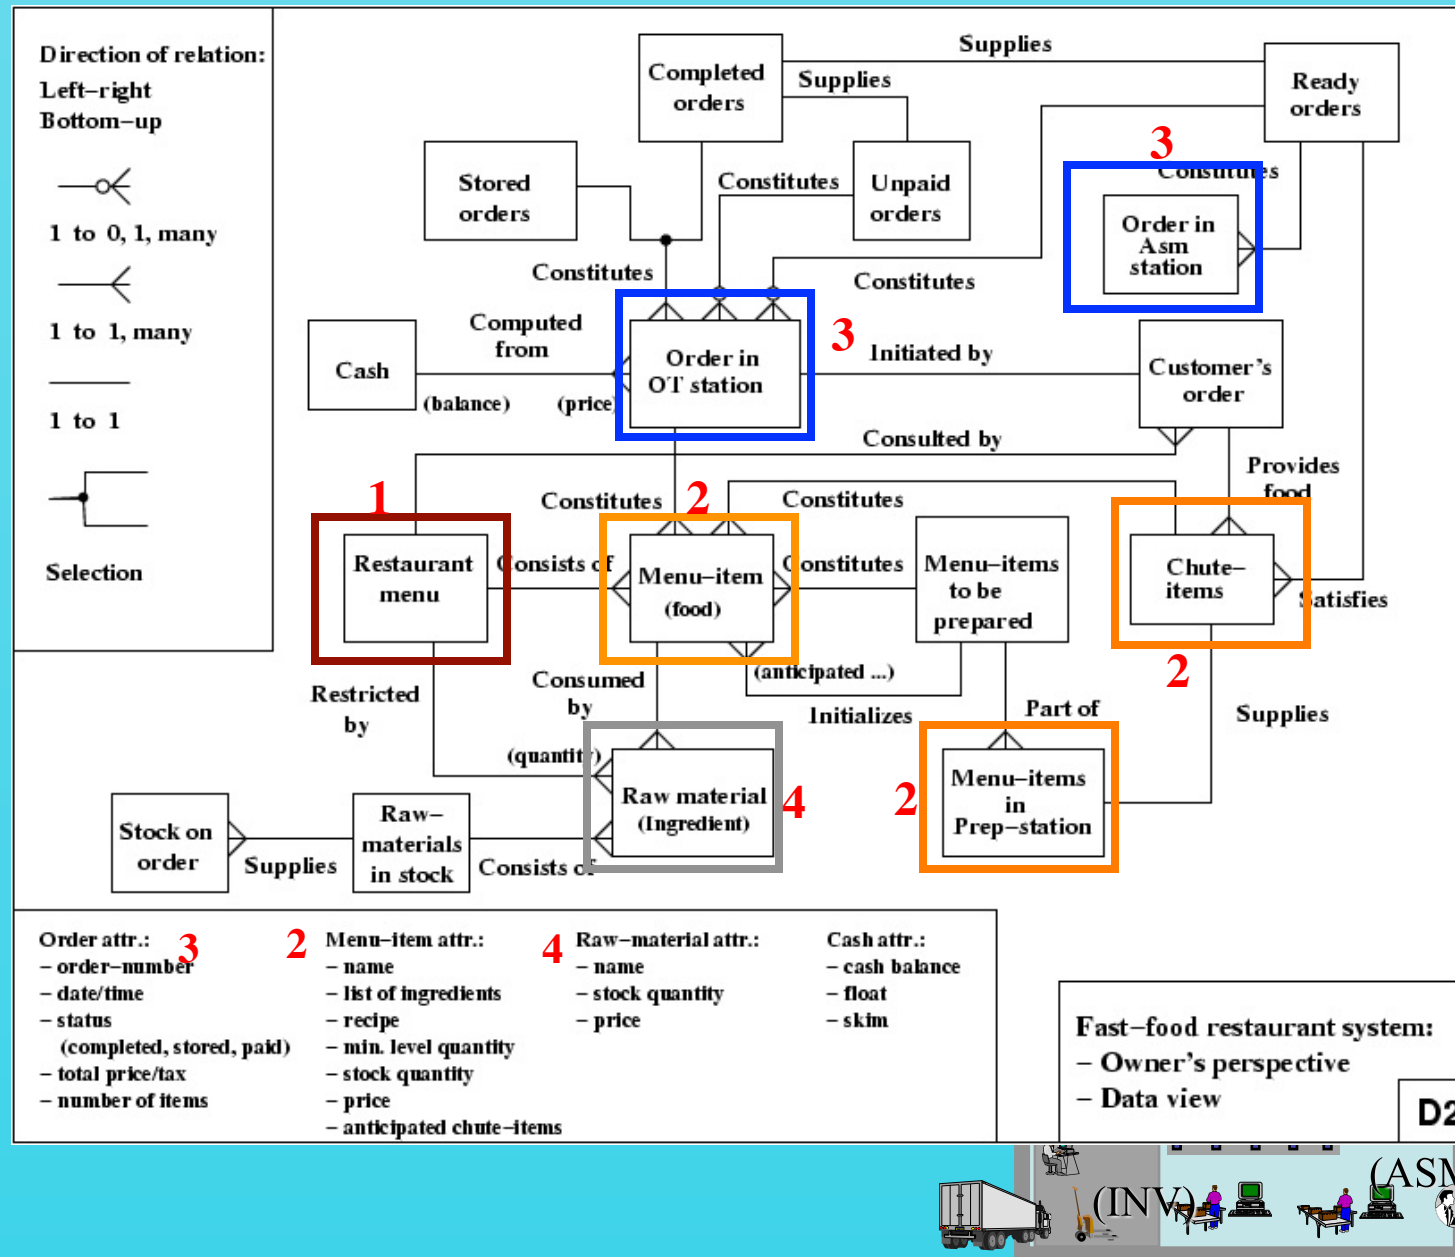 Direction of relation:
Left–right
Bottom–up
1 to 0, 1, many
1 to 1, many
1 to 1
Selection
Completed
orders
Supplies
Supplies
Ready
orders
Stored
orders
Constitutes
Unpaid
orders
3
Constitutes
Order in
Asm
station
Constitutes
Constitutes
Cash
Computed
from
(balance)
(price)
Order in
OT station
3
Initiated by
Customer's
order
Consulted by
Provides
food
1
Constitutes
2
Constitutes
Restaurant
menu
Consists of
Menu–item
(food)
Constitutes
Menu–items
to be
prepared
Chute–
items
Satisfies
2
Restricted
by
Consumed
by
(anticipated ...)
Initializes
Part of
Supplies
(quantity)
Raw material
(Ingredient)
4
2
Menu–items
in
Prep–station
Stock on
order
Supplies
Raw–
materials
in stock
Consists of
Order attr.:
3
– order–number
– date/time
– status
(completed, stored, paid)
– total price/tax
– number of items
2
Menu–item attr.:
– name
– list of ingredients
– recipe
– min. level quantity
– stock quantity
– price
– anticipated chute–items
4
Raw–material attr.:
– name
– stock quantity
– price
Cash attr.:
– cash balance
– float
– skim
Fast–food restaurant system:
– Owner's perspective
– Data view
D2
(INV)
(ASM